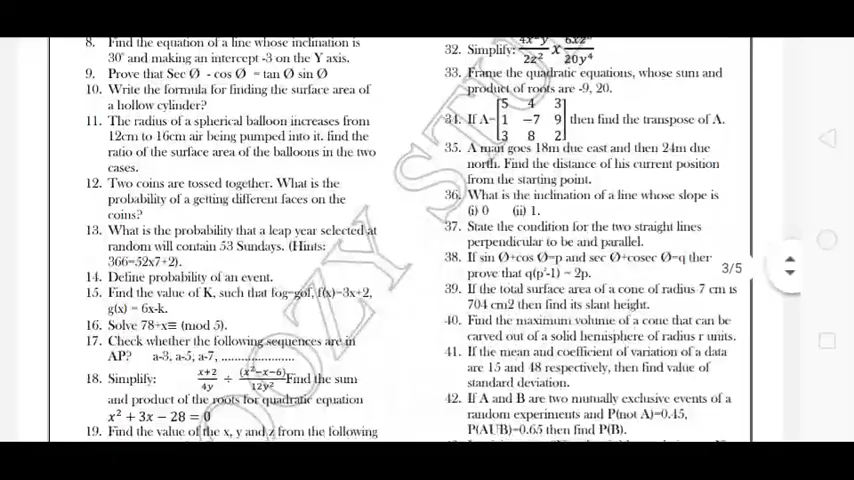 8. Find the equation of a line whose inclination is
30° and making an intercept -3 on the Y axis.
9. Prove that Sec Ø - cos Ø = tan Ø sin Ø
10. Write the formula for finding the surface area of
a hollow cylinder?
11. The radius of a spherical balloon increases from
12cm to 16cm air being pumped into it. find the
ratio of the surface area of the balloons in the two
cases.
12. Two coins are tossed together. What is the
probability of a getting different faces on the
coins?
13. What is the probability that a leap year selected at
random will contain 53 Sundays. (Hints:
366=52x7+2).
14. Define probability of an event.
15. Find the value of K, such that fog=gof, f(x)=3x+2,
g(x) = 6x-k.
16. Solve 78+x≡ (mod 5).
17. Check whether the following sequences are in
AP? a-3, a-5, a-7, ......................
18. Simplify: x+2/4y ÷ (x²-x-6)/12y² Find the sum
and product of the roots for quadratic equation
x² + 3x − 28 = 0
19. Find the value of the x, y and z from the following
32. Simplify: 4x²y/2z² x 6xz³/20y⁴
33. Frame the quadratic equations, whose sum and
product of roots are -9, 20.
34. If A= [5 4 3
1 −7 9
3 8 2] then find the transpose of A.
35. A man goes 18m due east and then 24m due
north. Find the distance of his current position
from the starting point.
36. What is the inclination of a line whose slope is
(i) 0 (ii) 1.
37. State the condition for the two straight lines
perpendicular to be and parallel.
38. If sin Ø+cos Ø=p and sec Ø+cosec Ø=q ther
prove that q(p²-1) = 2p.
39. If the total surface area of a cone of radius 7 cm is
704 cm2 then find its slant height.
40. Find the maximum volume of a cone that can be
carved out of a solid hemisphere of radius r units.
41. If the mean and coefficient of variation of a data
are 15 and 48 respectively, then find value of
standard deviation.
42. If A and B are two mutually exclusive events of a
random experiments and P(not A)=0.45,
P(AUB)=0.65 then find P(B).
3/5